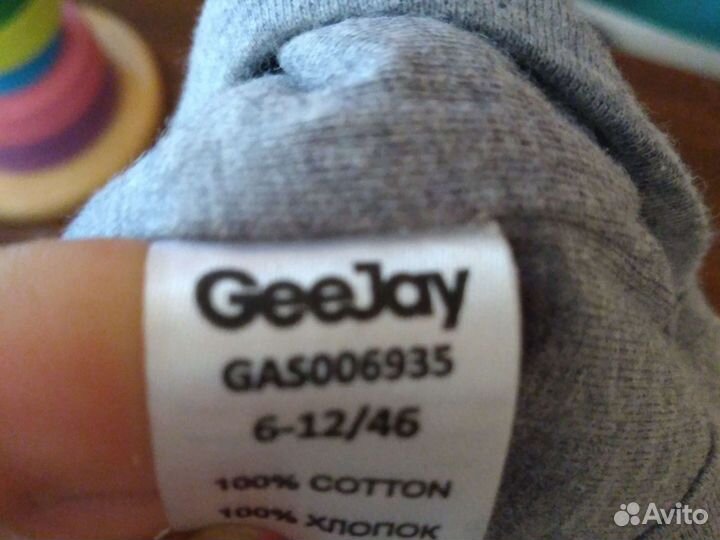 GeeJay
GAS006935
6-12/46
100% COTTON
100% ХЛОПОК
Avito